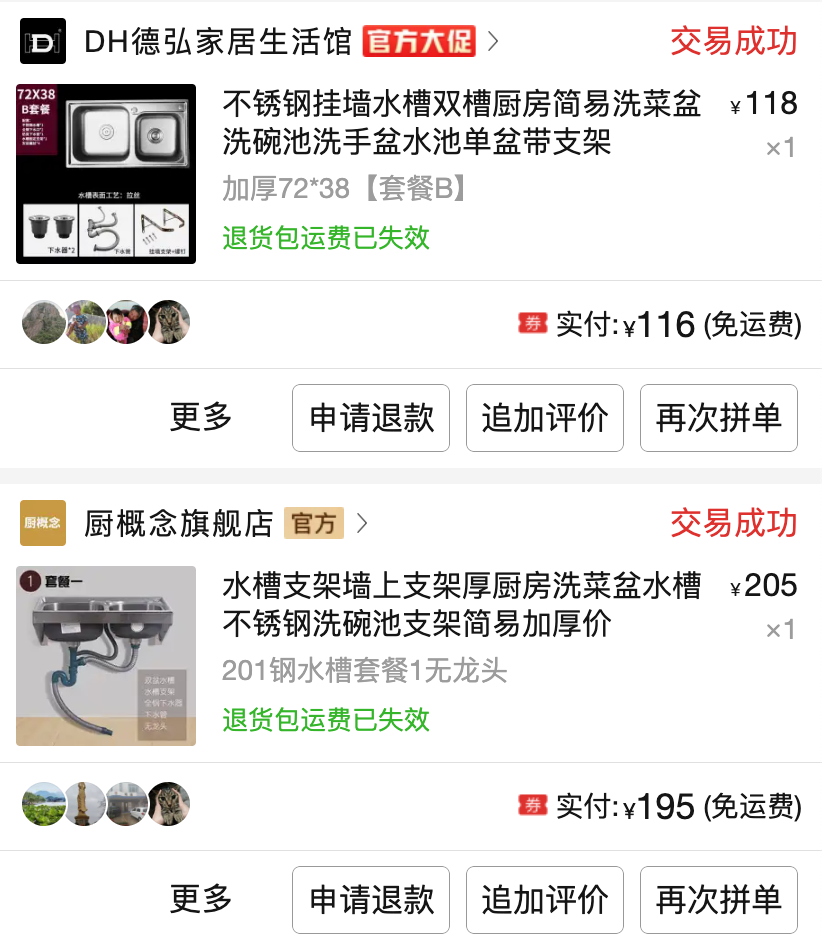 DH德弘家居生活馆 官方大促 交易成功
72X38
B套餐
水槽表面工艺：拉丝
下水器*2 下水管 挂墙支架+螺钉
不锈钢挂墙水槽双槽厨房简易洗菜盆 ¥118
洗碗池洗手盆水池单盆带支架 ×1
加厚72*38【套餐B】
退货包运费已失效
券 实付:¥116 (免运费)
更多 申请退款 追加评价 再次拼单
厨概念 厨概念旗舰店 官方 交易成功
1 套餐一
双盆水槽
水槽支架
全铜下水器
下水管
无龙头
水槽支架墙上支架厚厨房洗菜盆水槽 ¥205
不锈钢洗碗池支架简易加厚价 ×1
201钢水槽套餐1无龙头
退货包运费已失效
券 实付:¥195 (免运费)
更多 申请退款 追加评价 再次拼单